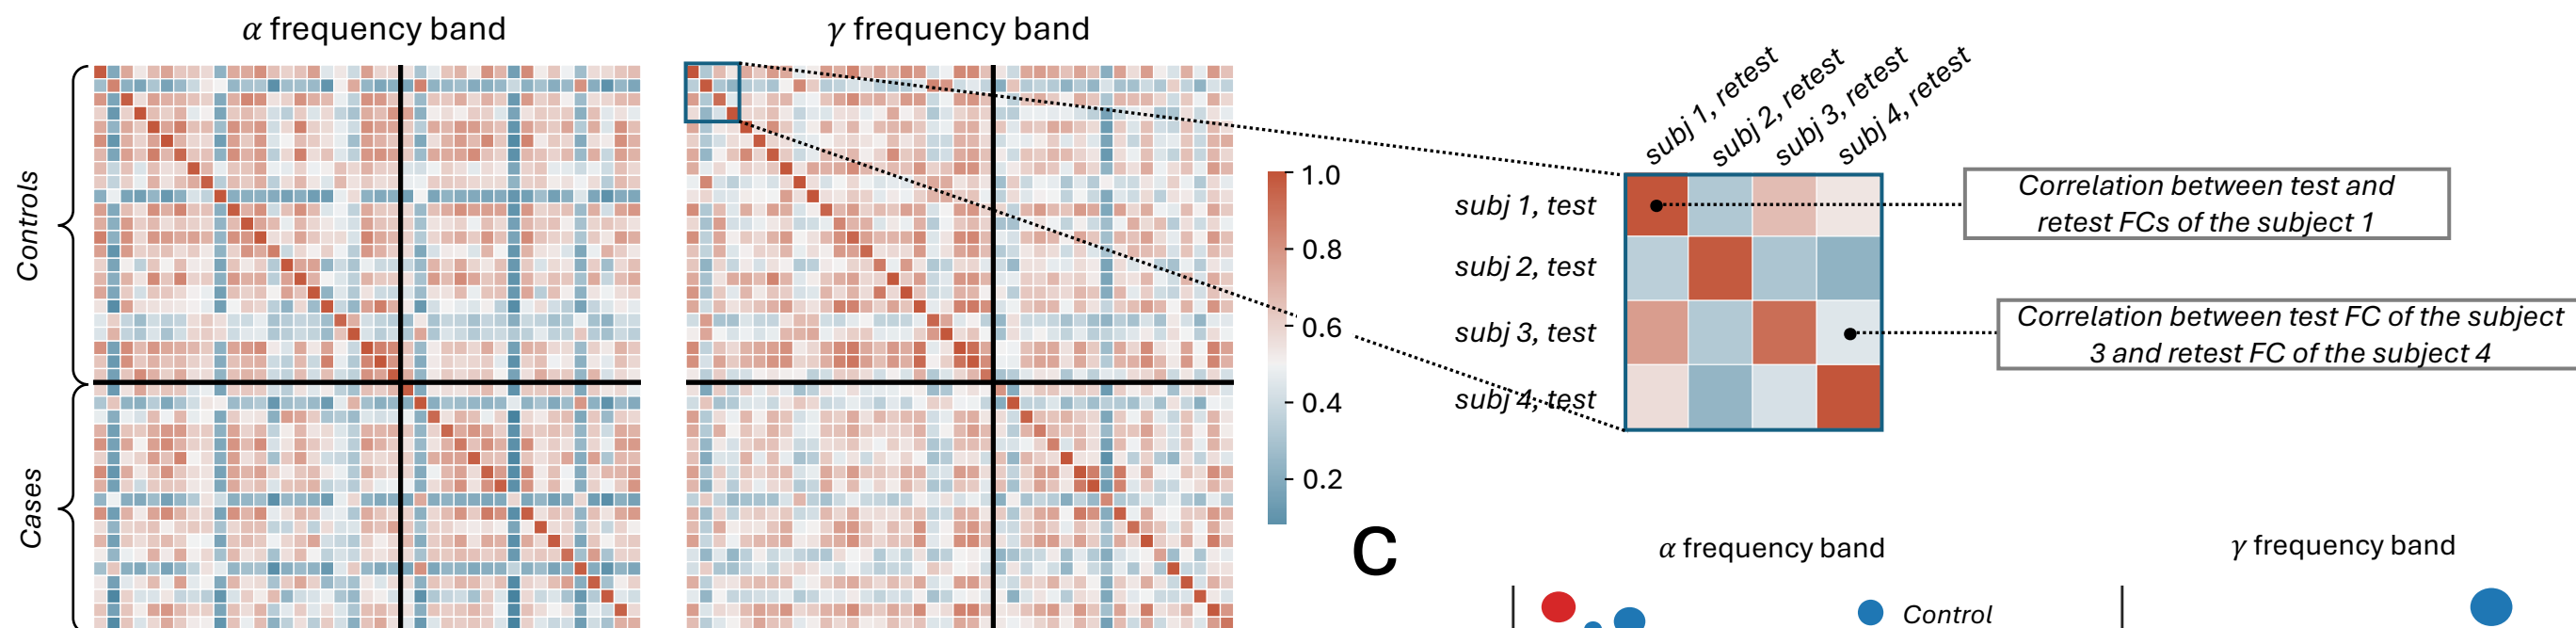 α frequency band
γ frequency band
Controls
Cases
1.0
0.8
0.6
0.4
0.2
subj 1, retest
subj 2, retest
subj 3, retest
subj 4, retest
subj 1, test
subj 2, test
subj 3, test
subj 4, test
Correlation between test and
retest FCs of the subject 1
Correlation between test FC of the subject
3 and retest FC of the subject 4
C
α frequency band
γ frequency band
Control